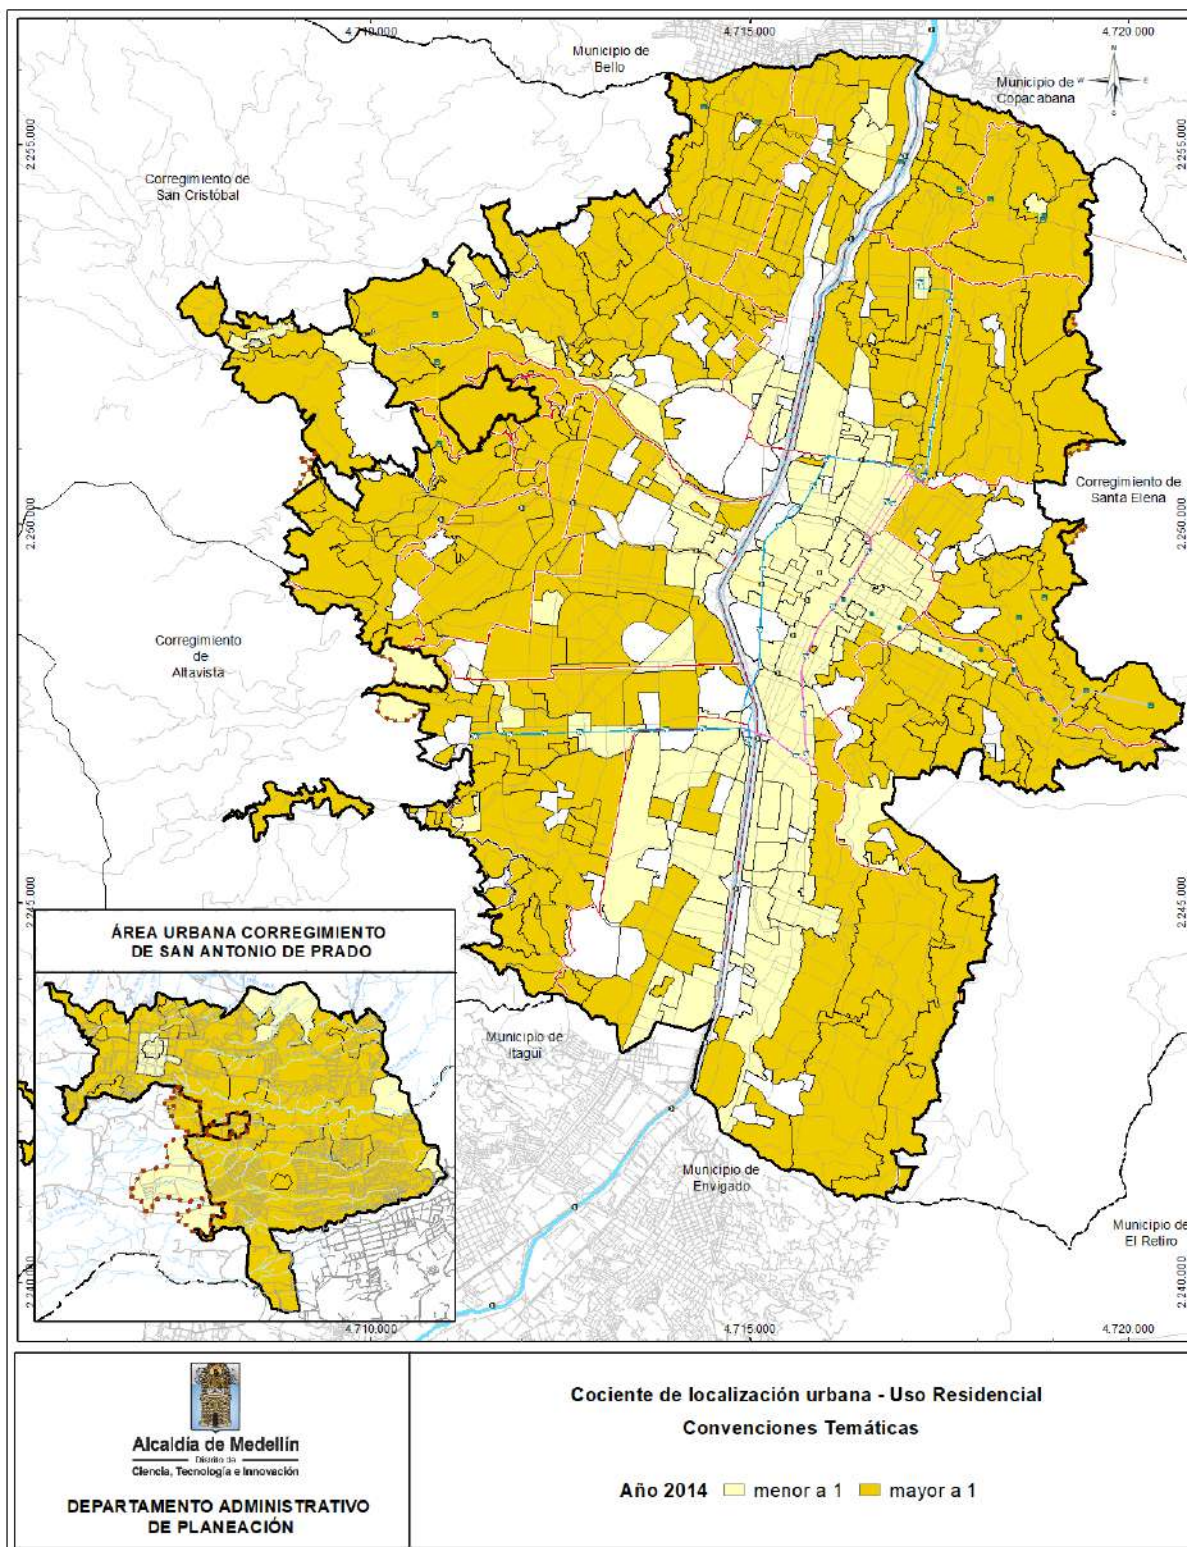 4.710.000
4.715.000
4.720.000
Municipio de
Bello
Municipio de
Copacabana
N
W
E
S
2.255.000
2.255.000
Corregimiento de
San Cristóbal
Corregimiento de
Santa Elena
2.250.000
2.250.000
Corregimiento
de
Altavista
2.245.000
2.245.000
ÁREA URBANA CORREGIMIENTO
DE SAN ANTONIO DE PRADO
Municipio de
Itagui
Municipio de
Envigado
Municipio de
El Retiro
2.240.000
2.240.000
4.710.000
4.715.000
4.720.000
Alcaldía de Medellín
Distrito de
Ciencia, Tecnología e Innovación
DEPARTAMENTO ADMINISTRATIVO
DE PLANEACIÓN
Cociente de localización urbana - Uso Residencial
Convenciones Temáticas
Año 2014 menor a 1 mayor a 1